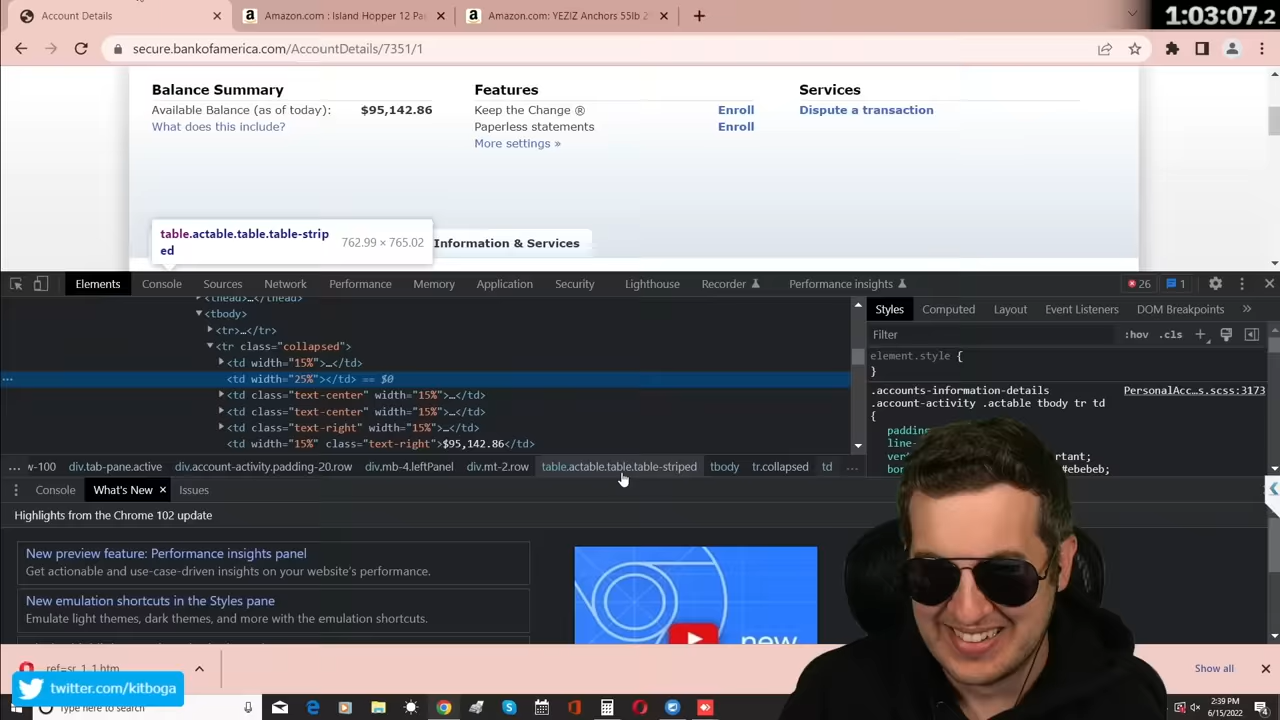 Account Details
Amazon.com : Island Hopper 12 Pa
Amazon.com: YEZIZ Anchors 55lb 2
1:03:07.2
secure.bankofamerica.com/AccountDetails/7351/1
Balance Summary
Features
Services
Available Balance (as of today): $95,142.86
Keep the Change ® Enroll
Dispute a transaction
What does this include?
Paperless statements Enroll
More settings »
table.actable.table.table-strip
ed
762.99 × 765.02
Information & Services
Elements Console Sources Network Performance Memory Application Security Lighthouse Recorder Performance insights 26 1
<thead>…</thead>
<tbody>
<tr>…</tr>
<tr class="collapsed">
<td width="15%">…</td>
<td width="25%"></td> == $0
<td class="text-center" width="15%">…</td>
<td class="text-center" width="15%">…</td>
<td class="text-right" width="15%">…</td>
<td width="15%" class="text-right">$95,142.86</td>
Styles Computed Layout Event Listeners DOM Breakpoints »
Filter :hov .cls
element.style {
}
.accounts-information-details PersonalAcc…s.scss:3173
.account-activity .actable tbody tr td
{
… w-100 div.tab-pane.active div.account-activity.padding-20.row div.mb-4.leftPanel div.mt-2.row table.actable.table.table-striped tbody tr.collapsed td …
Console What's New Issues
Highlights from the Chrome 102 update
New preview feature: Performance insights panel
Get actionable and use-case-driven insights on your website's performance.
New emulation shortcuts in the Styles pane
Emulate light themes, dark themes, and more with the emulation shortcuts.
new
ref=sr_1_1.htm
Show all
twitter.com/kitboga
Type here to search
2:39 PM
6/15/2022
4